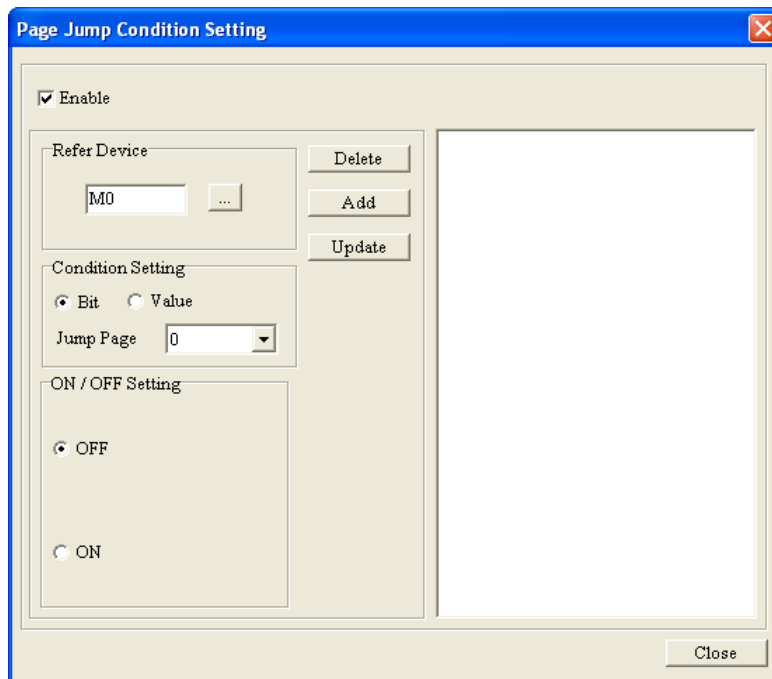 Page Jump Condition Setting
Enable
Refer Device
M0
...
Delete
Add
Update
Condition Setting
Bit
Value
Jump Page
0
ON / OFF Setting
OFF
ON
Close